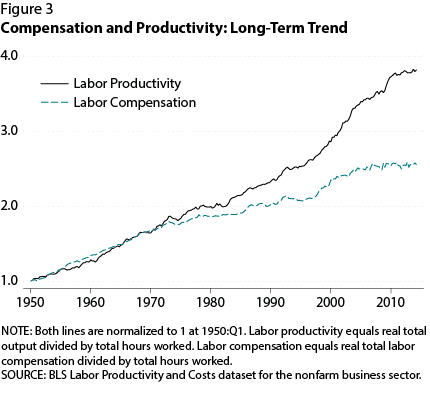 Figure 3
Compensation and Productivity: Long-Term Trend
4.0
Labor Productivity
Labor Compensation
3.0
2.0
1.0
1950 1960 1970 1980 1990 2000 2010
NOTE: Both lines are normalized to 1 at 1950:Q1. Labor productivity equals real total
output divided by total hours worked. Labor compensation equals real total labor
compensation divided by total hours worked.
SOURCE: BLS Labor Productivity and Costs dataset for the nonfarm business sector.